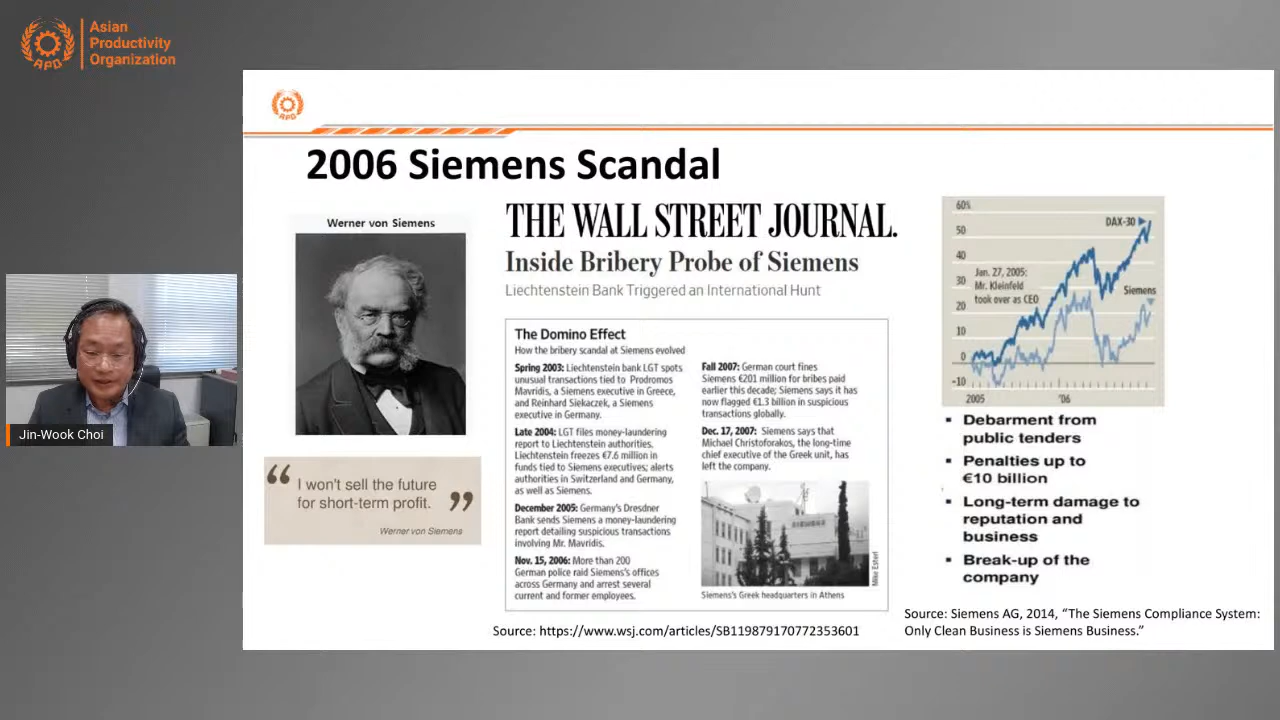 Asian
Productivity
Organization
APO
APO
2006 Siemens Scandal
Werner von Siemens
“ I won't sell the future
for short-term profit. ”
Werner von Siemens
THE WALL STREET JOURNAL.
Inside Bribery Probe of Siemens
Liechtenstein Bank Triggered an International Hunt
The Domino Effect
How the bribery scandal at Siemens evolved
Spring 2003: Liechtenstein bank LGT spots
unusual transactions tied to Prodromos
Mavridis, a Siemens executive in Greece,
and Reinhard Siekaczek, a Siemens
executive in Germany.
Late 2004: LGT files money-laundering
report to Liechtenstein authorities.
Liechtenstein freezes €7.6 million in
funds tied to Siemens executives; alerts
authorities in Switzerland and Germany,
as well as Siemens.
December 2005: Germany's Dresdner
Bank sends Siemens a money-laundering
report detailing suspicious transactions
involving Mr. Mavridis.
Nov. 15, 2006: More than 200
German police raid Siemens's offices
across Germany and arrest several
current and former employees.
Fall 2007: German court fines
Siemens €201 million for bribes paid
earlier this decade; Siemens says it has
now flagged €1.3 billion in suspicious
transactions globally.
Dec. 17, 2007: Siemens says that
Michael Christoforakos, the long-time
chief executive of the Greek unit, has
left the company.
SIEMENS
Mike Esterl
Siemens's Greek headquarters in Athens
Source: https://www.wsj.com/articles/SB119879170772353601
60%
50
40
30
20
10
0
-10
2005
'06
DAX-30
Jan. 27, 2005:
Mr. Kleinfeld
took over as CEO
Siemens
▪ Debarment from
public tenders
▪ Penalties up to
€10 billion
▪ Long-term damage to
reputation and
business
▪ Break-up of the
company
Source: Siemens AG, 2014, “The Siemens Compliance System:
Only Clean Business is Siemens Business.”
Jin-Wook Choi